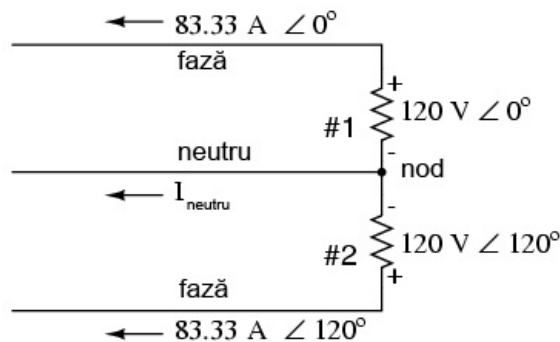 83.33 A ∠ 0°
fază
+
#1
120 V ∠ 0°
-
neutru
nod
I neutru
-
#2
120 V ∠ 120°
+
fază
83.33 A ∠ 120°